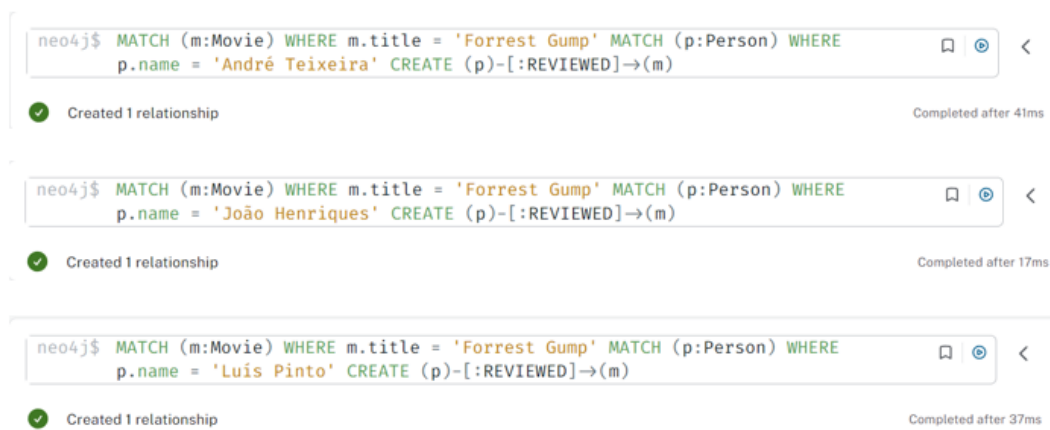 neo4j$ MATCH (m:Movie) WHERE m.title = 'Forrest Gump' MATCH (p:Person) WHERE
p.name = 'André Teixeira' CREATE (p)-[:REVIEWED]→(m)
Created 1 relationship Completed after 41ms
neo4j$ MATCH (m:Movie) WHERE m.title = 'Forrest Gump' MATCH (p:Person) WHERE
p.name = 'João Henriques' CREATE (p)-[:REVIEWED]→(m)
Created 1 relationship Completed after 17ms
neo4j$ MATCH (m:Movie) WHERE m.title = 'Forrest Gump' MATCH (p:Person) WHERE
p.name = 'Luís Pinto' CREATE (p)-[:REVIEWED]→(m)
Created 1 relationship Completed after 37ms